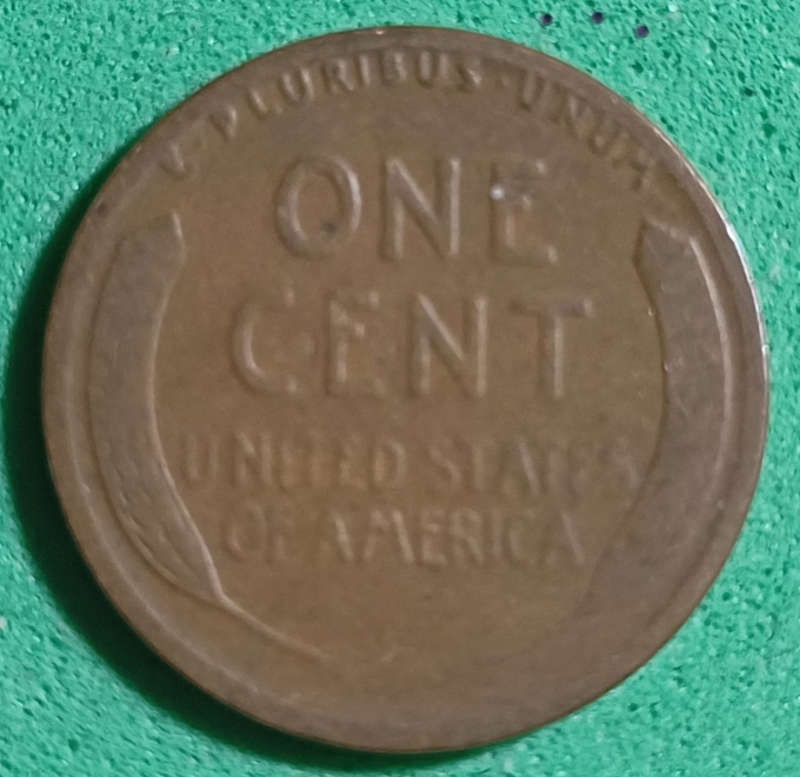 E PLURIBUS · UNUM
ONE
CENT
UNITED STATES
OF AMERICA